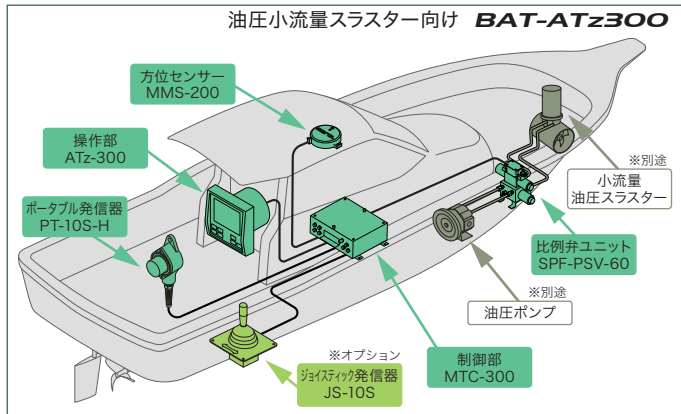 油圧小流量スラスター向け BAT-ATz300
方位センサー
MMS-200
操作部
ATz-300
ポータブル発信器
PT-10S-H
※別途
小流量
油圧スラスター
比例弁ユニット
SPF-PSV-60
※別途
油圧ポンプ
※オプション
ジョイスティック発信器
JS-10S
制御部
MTC-300